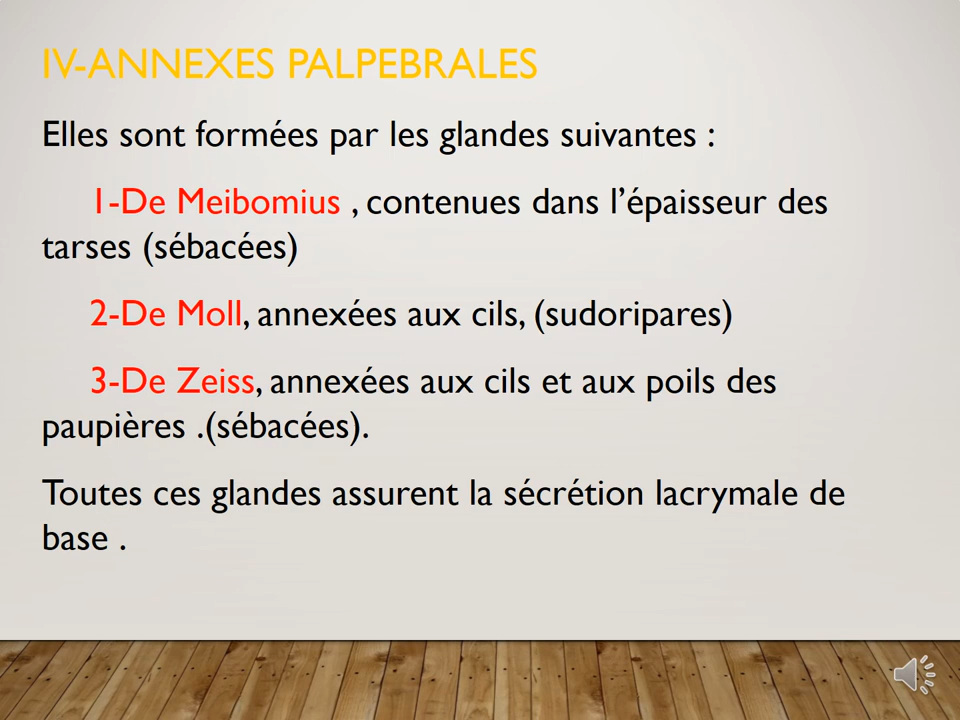 IV-ANNEXES PALPEBRALES
Elles sont formées par les glandes suivantes :
1-De Meibomius , contenues dans l’épaisseur des
tarses (sébacées)
2-De Moll, annexées aux cils, (sudoripares)
3-De Zeiss, annexées aux cils et aux poils des
paupières .(sébacées).
Toutes ces glandes assurent la sécrétion lacrymale de
base .